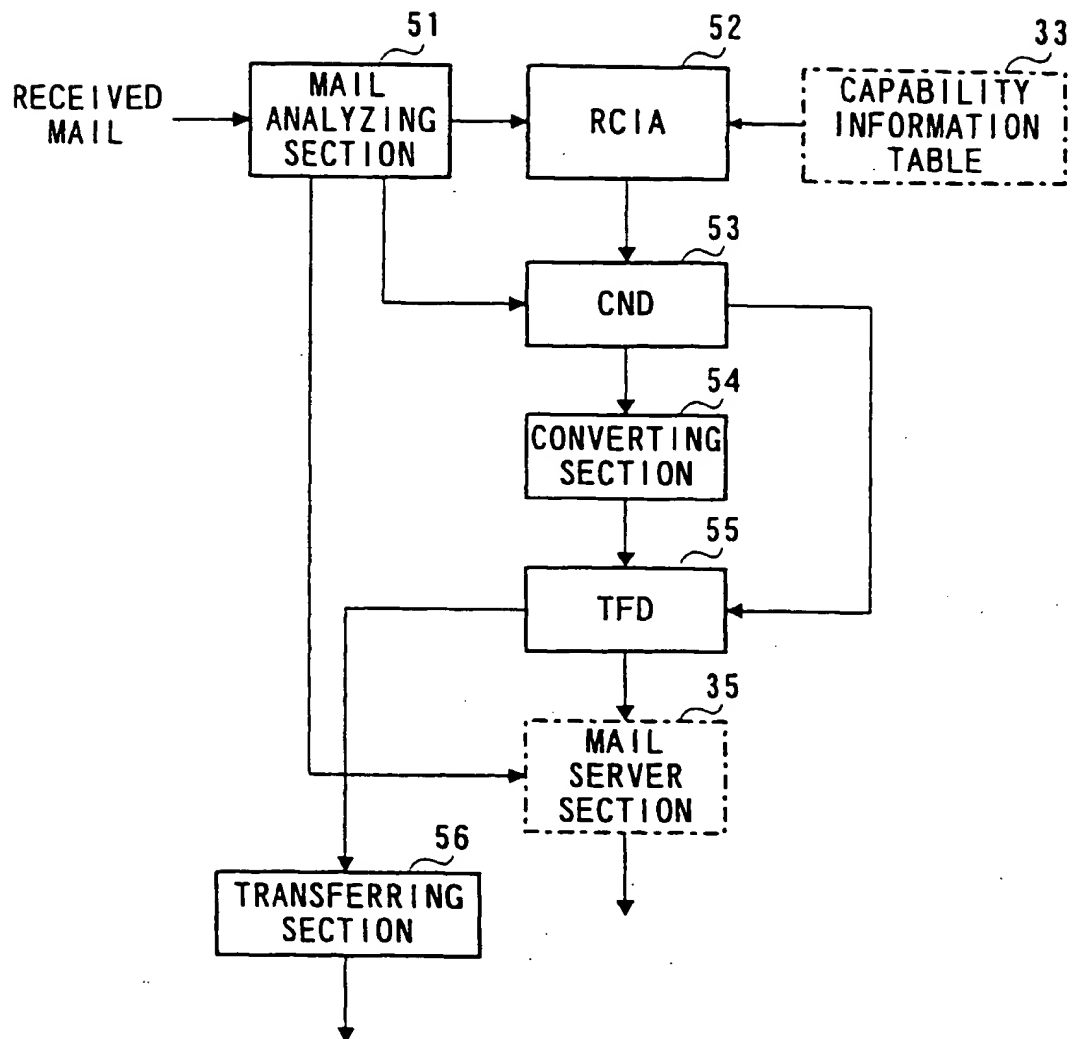 51
52
33
RECEIVED
MAIL
MAIL
ANALYZING
SECTION
RCIA
CAPABILITY
INFORMATION
TABLE
53
CND
54
CONVERTING
SECTION
55
TFD
35
MAIL
SERVER
SECTION
56
TRANSFERRING
SECTION